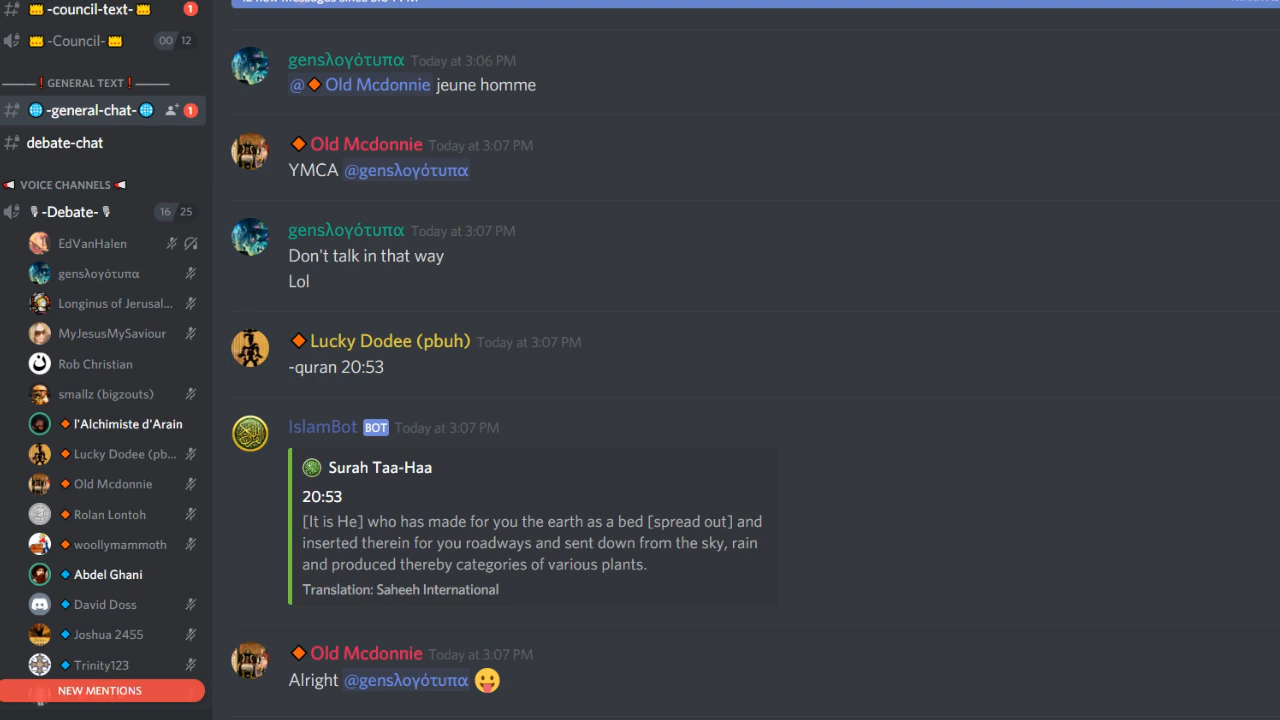 -council-text-
1
-Council-
00 12
GENERAL TEXT
-general-chat-
1
debate-chat
VOICE CHANNELS
-Debate-
16 25
EdVanHalen
gensλογότυπα
Longinus of Jerusal...
MyJesusMySaviour
Rob Christian
smallz (bigzouts)
l'Alchimiste d'Arain
Lucky Dodee (pb...
Old Mcdonnie
Rolan Lontoh
woollymammoth
Abdel Ghani
David Doss
Joshua 2455
Trinity123
NEW MENTIONS
gensλογότυπα Today at 3:06 PM
@🔸Old Mcdonnie jeune homme
Old Mcdonnie Today at 3:07 PM
YMCA @gensλογότυπα
gensλογότυπα Today at 3:07 PM
Don't talk in that way
Lol
Lucky Dodee (pbuh) Today at 3:07 PM
-quran 20:53
IslamBot BOT Today at 3:07 PM
Surah Taa-Haa
20:53
[It is He] who has made for you the earth as a bed [spread out] and
inserted therein for you roadways and sent down from the sky, rain
and produced thereby categories of various plants.
Translation: Saheeh International
Old Mcdonnie Today at 3:07 PM
Alright @gensλογότυπα 😛